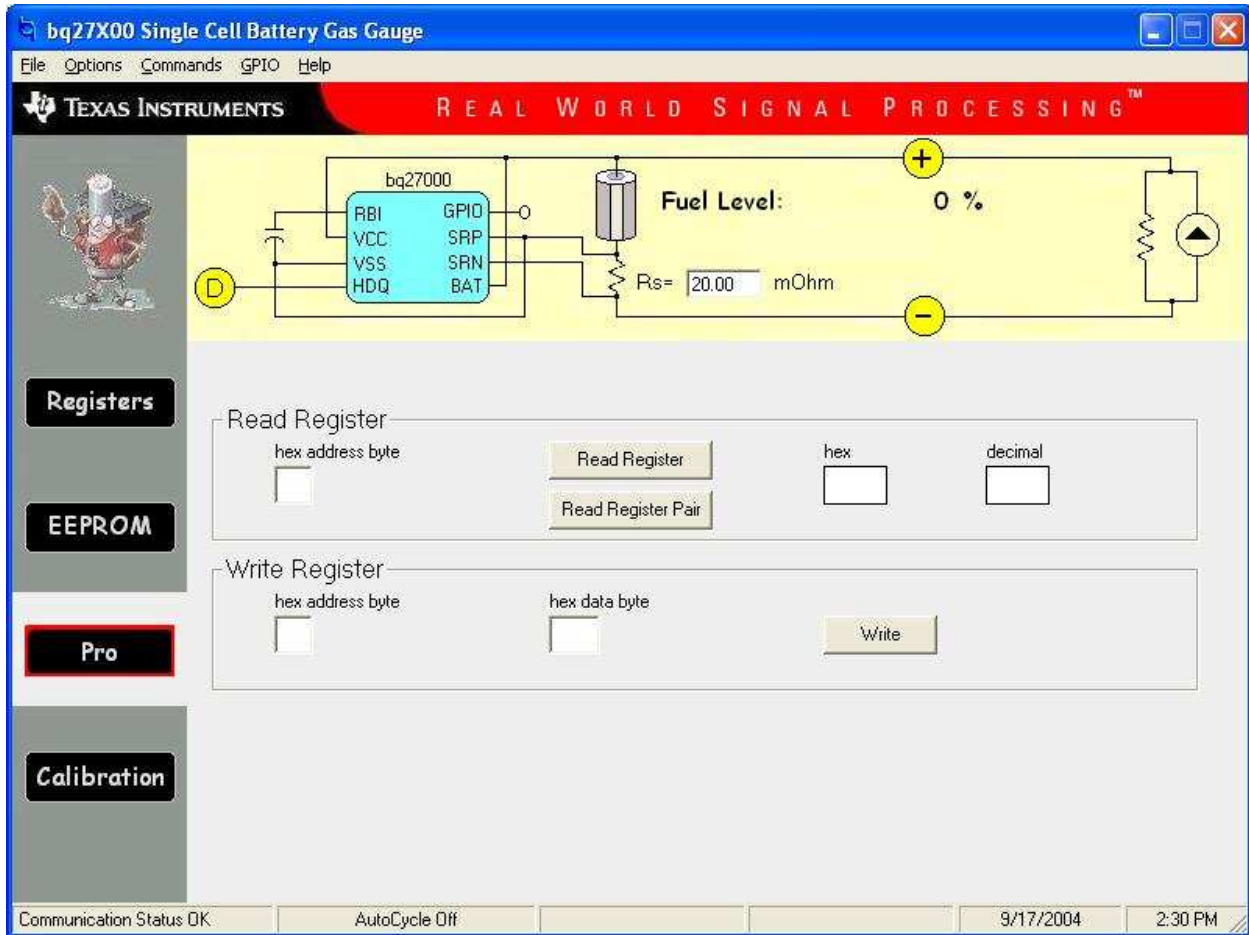 bq27X00 Single Cell Battery Gas Gauge
File Options Commands GPIO Help
TEXAS INSTRUMENTS REAL WORLD SIGNAL PROCESSING™
bq27000
RBI GPIO
VCC SRP
VSS SRN
HDQ BAT
D
+
Fuel Level: 0 %
Rs= 20.00 mOhm
-
Registers
EEPROM
Pro
Calibration
Read Register
hex address byte Read Register hex decimal
Read Register Pair
Write Register
hex address byte hex data byte
Write
Communication Status OK AutoCycle Off 9/17/2004 2:30 PM